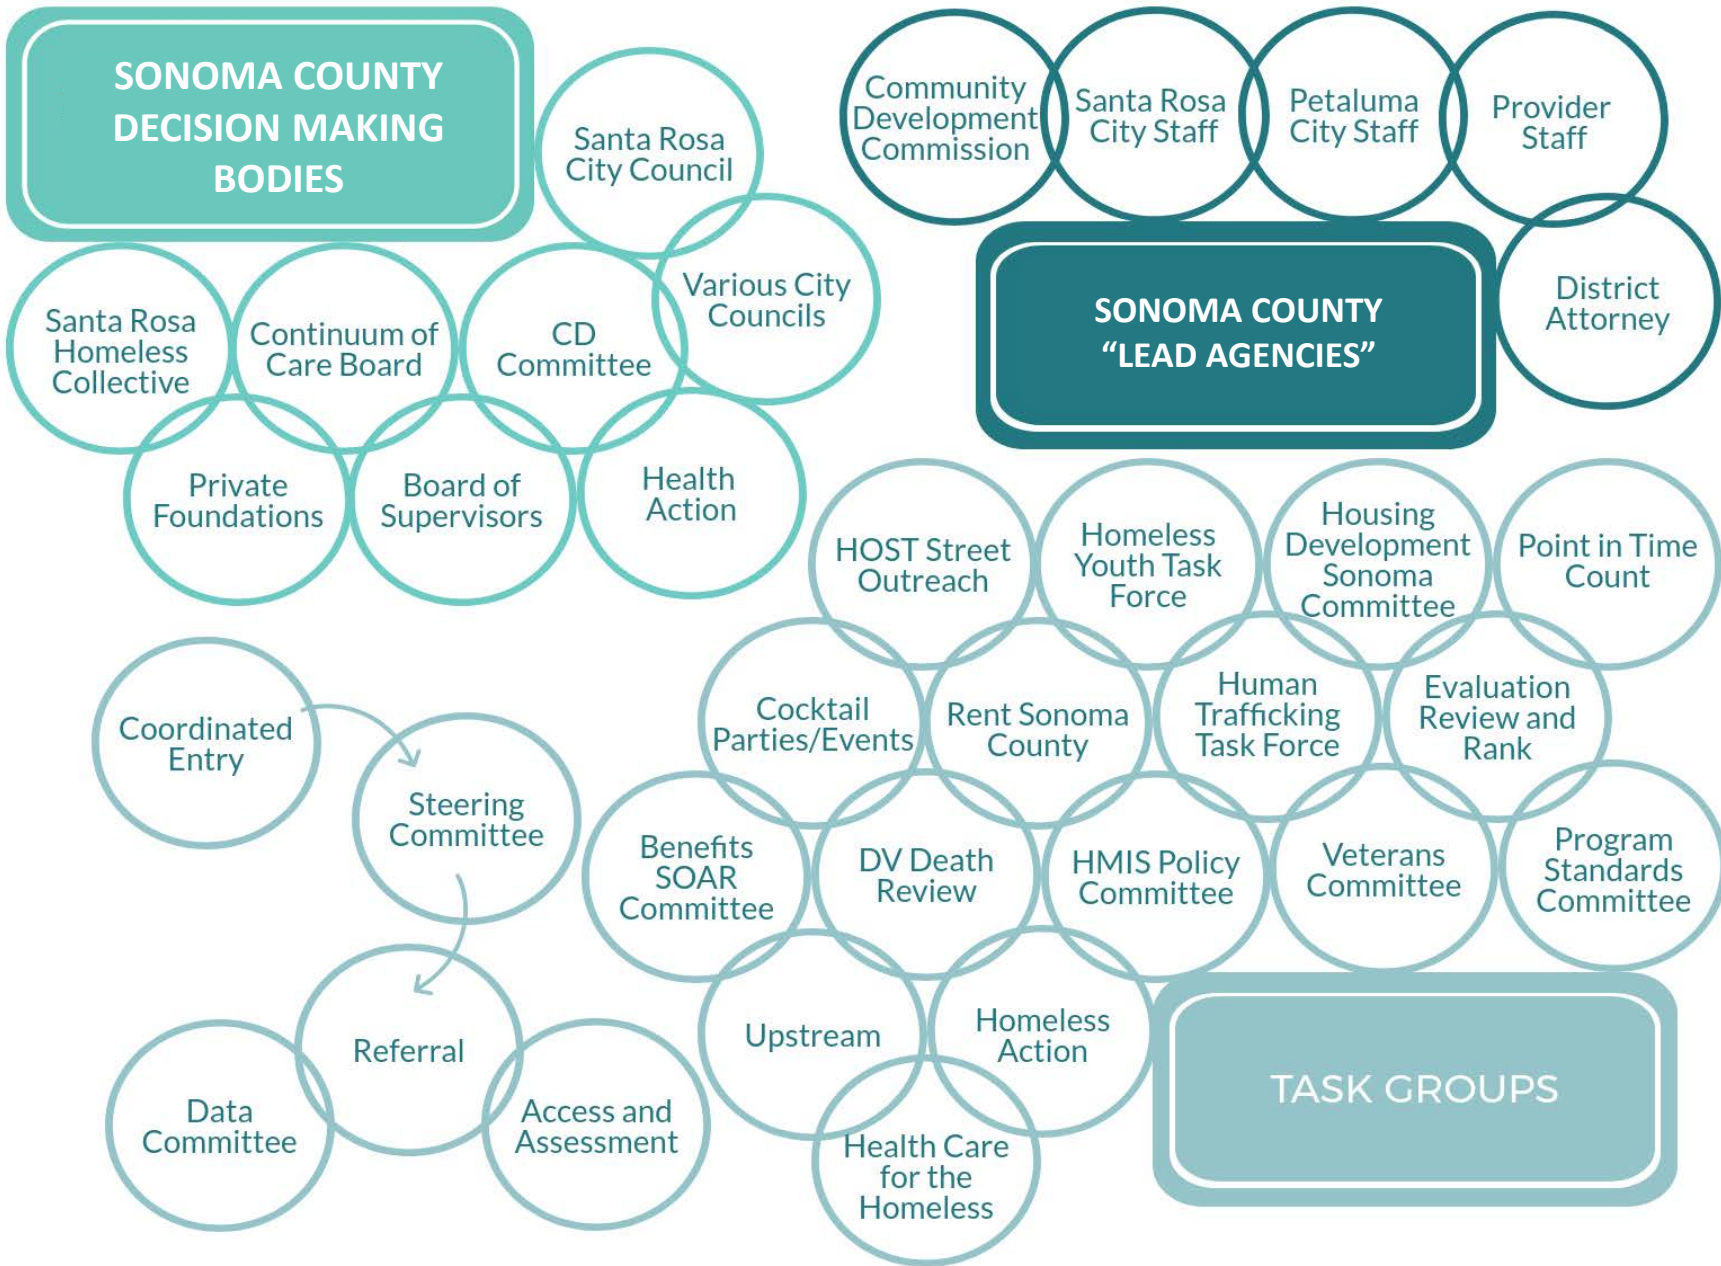 SONOMA COUNTY
DECISION MAKING
BODIES
Santa Rosa
City Council
Various City
Councils
Santa Rosa
Homeless
Collective
Continuum of
Care Board
CD
Committee
Private
Foundations
Board of
Supervisors
Health
Action
Community
Development
Commission
Santa Rosa
City Staff
Petaluma
City Staff
Provider
Staff
District
Attorney
SONOMA COUNTY
“LEAD AGENCIES”
HOST Street
Outreach
Homeless
Youth Task
Force
Housing
Development
Sonoma
Committee
Point in Time
Count
Cocktail
Parties/Events
Rent Sonoma
County
Human
Trafficking
Task Force
Evaluation
Review and
Rank
Benefits
SOAR
Committee
DV Death
Review
HMIS Policy
Committee
Veterans
Committee
Program
Standards
Committee
Upstream
Homeless
Action
Health Care
for the
Homeless
TASK GROUPS
Coordinated
Entry
Steering
Committee
Referral
Data
Committee
Access and
Assessment